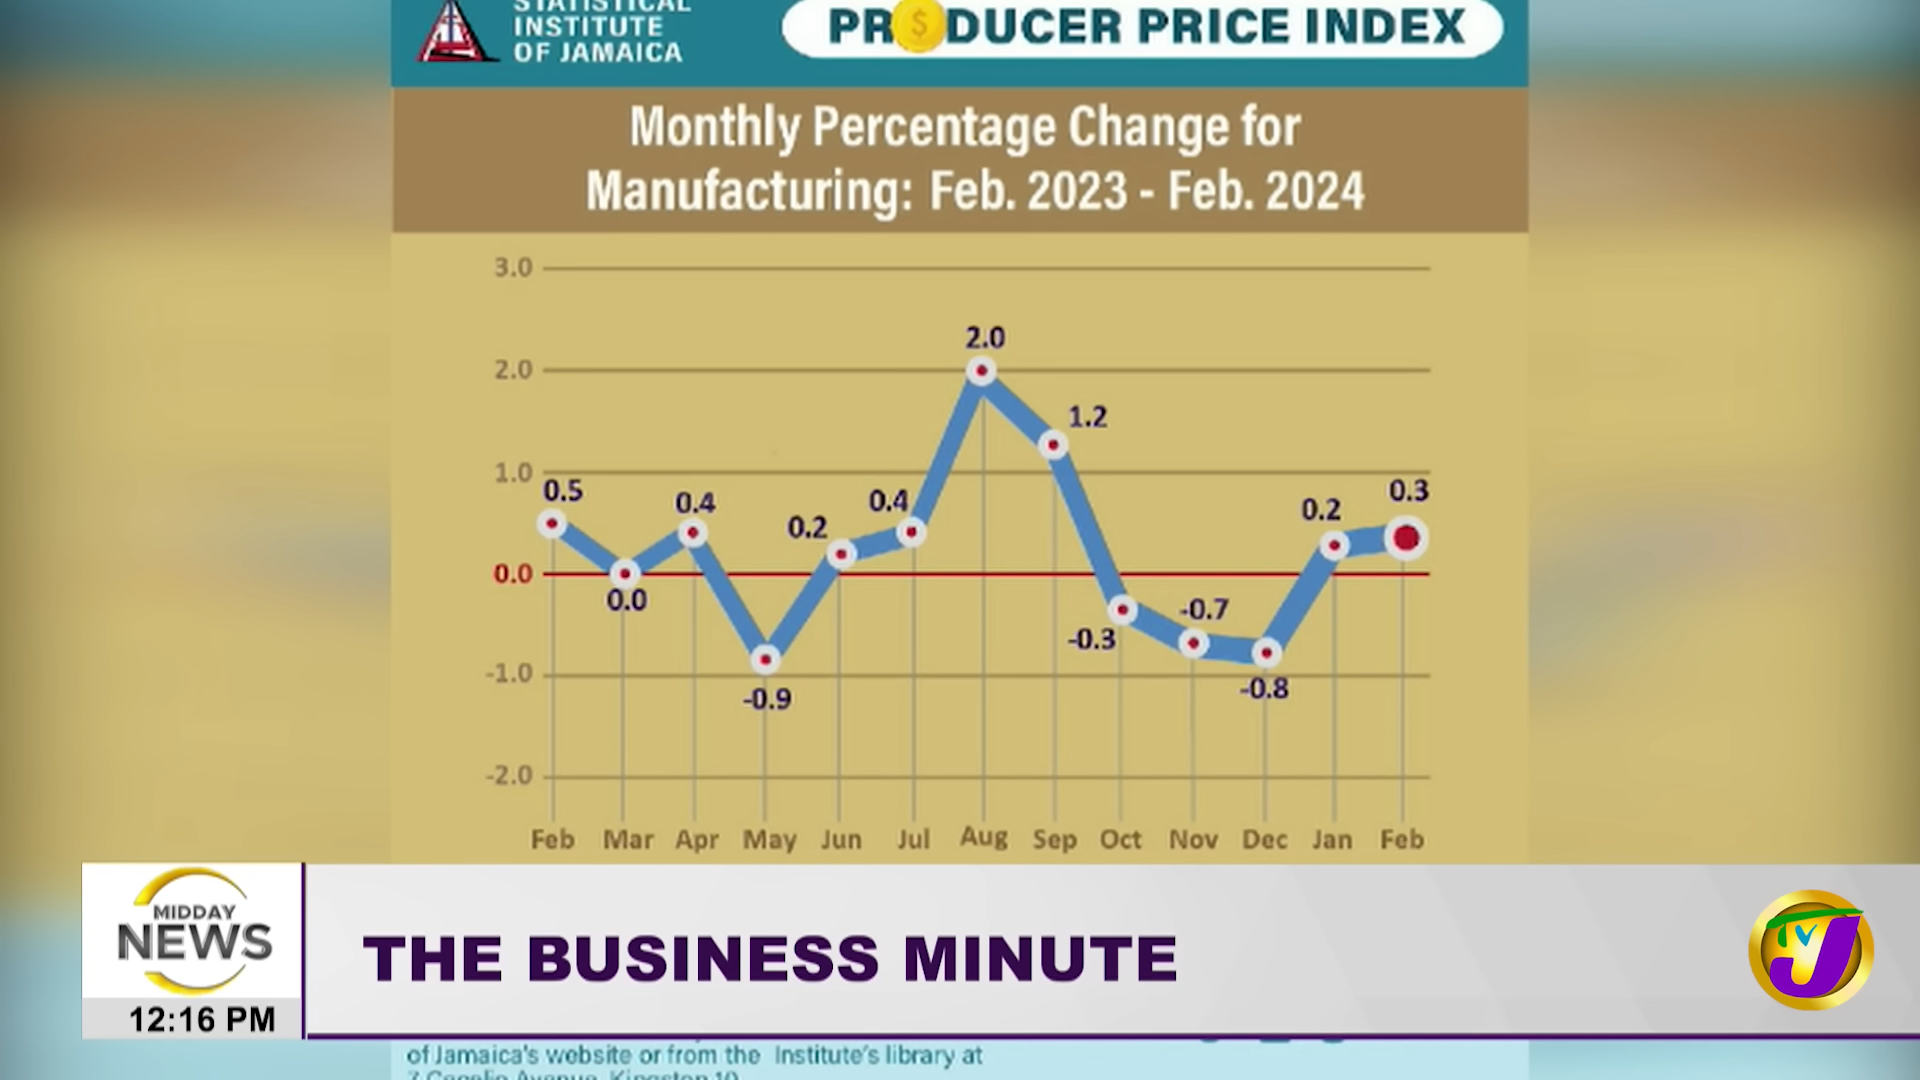 STATISTICAL
INSTITUTE
OF JAMAICA
PRODUCER PRICE INDEX
Monthly Percentage Change for
Manufacturing: Feb. 2023 - Feb. 2024
3.0
2.0
1.0
0.0
-1.0
-2.0
0.5
0.0
0.4
-0.9
0.2
0.4
2.0
1.2
-0.3
-0.7
-0.8
0.2
0.3
Feb Mar Apr May Jun Jul Aug Sep Oct Nov Dec Jan Feb
MIDDAY
NEWS
12:16 PM
THE BUSINESS MINUTE
TVJ
of Jamaica's website or from the Institute's library at